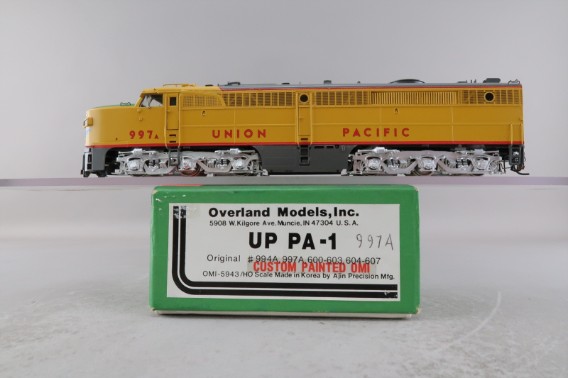 997A
UNION PACIFIC
Overland Models, Inc.
5908 W. Kilgore Ave. Muncie, IN 47304 U.S.A.
UP PA-1 997A
Original #994A, 997A, 600-603, 604-607
CUSTOM PAINTED OMI
OMI-5943/HO Scale Made in Korea by Ajin Precision Mfg.